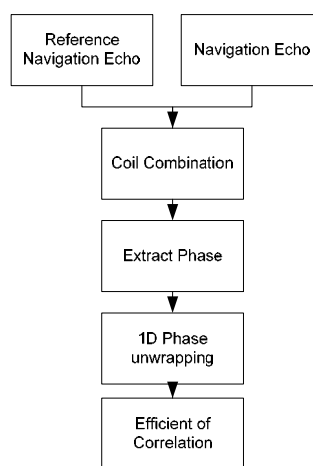 Reference
Navigation Echo
Navigation Echo
Coil Combination
Extract Phase
1D Phase
unwrapping
Efficient of
Correlation